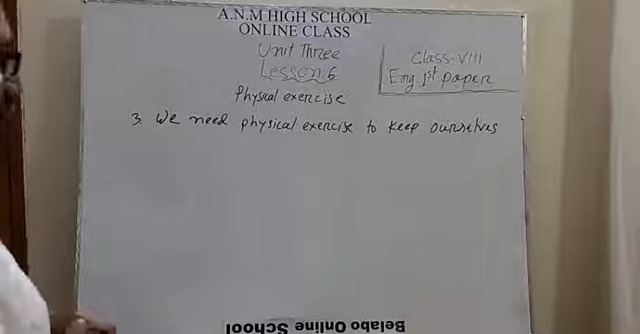 A.N.M HIGH SCHOOL
ONLINE CLASS
Unit Three
Lesson 6
Physical exercise
Class-VIII
Eng. 1st paper
3. We need physical exercise to keep ourselves
Belabo Online School